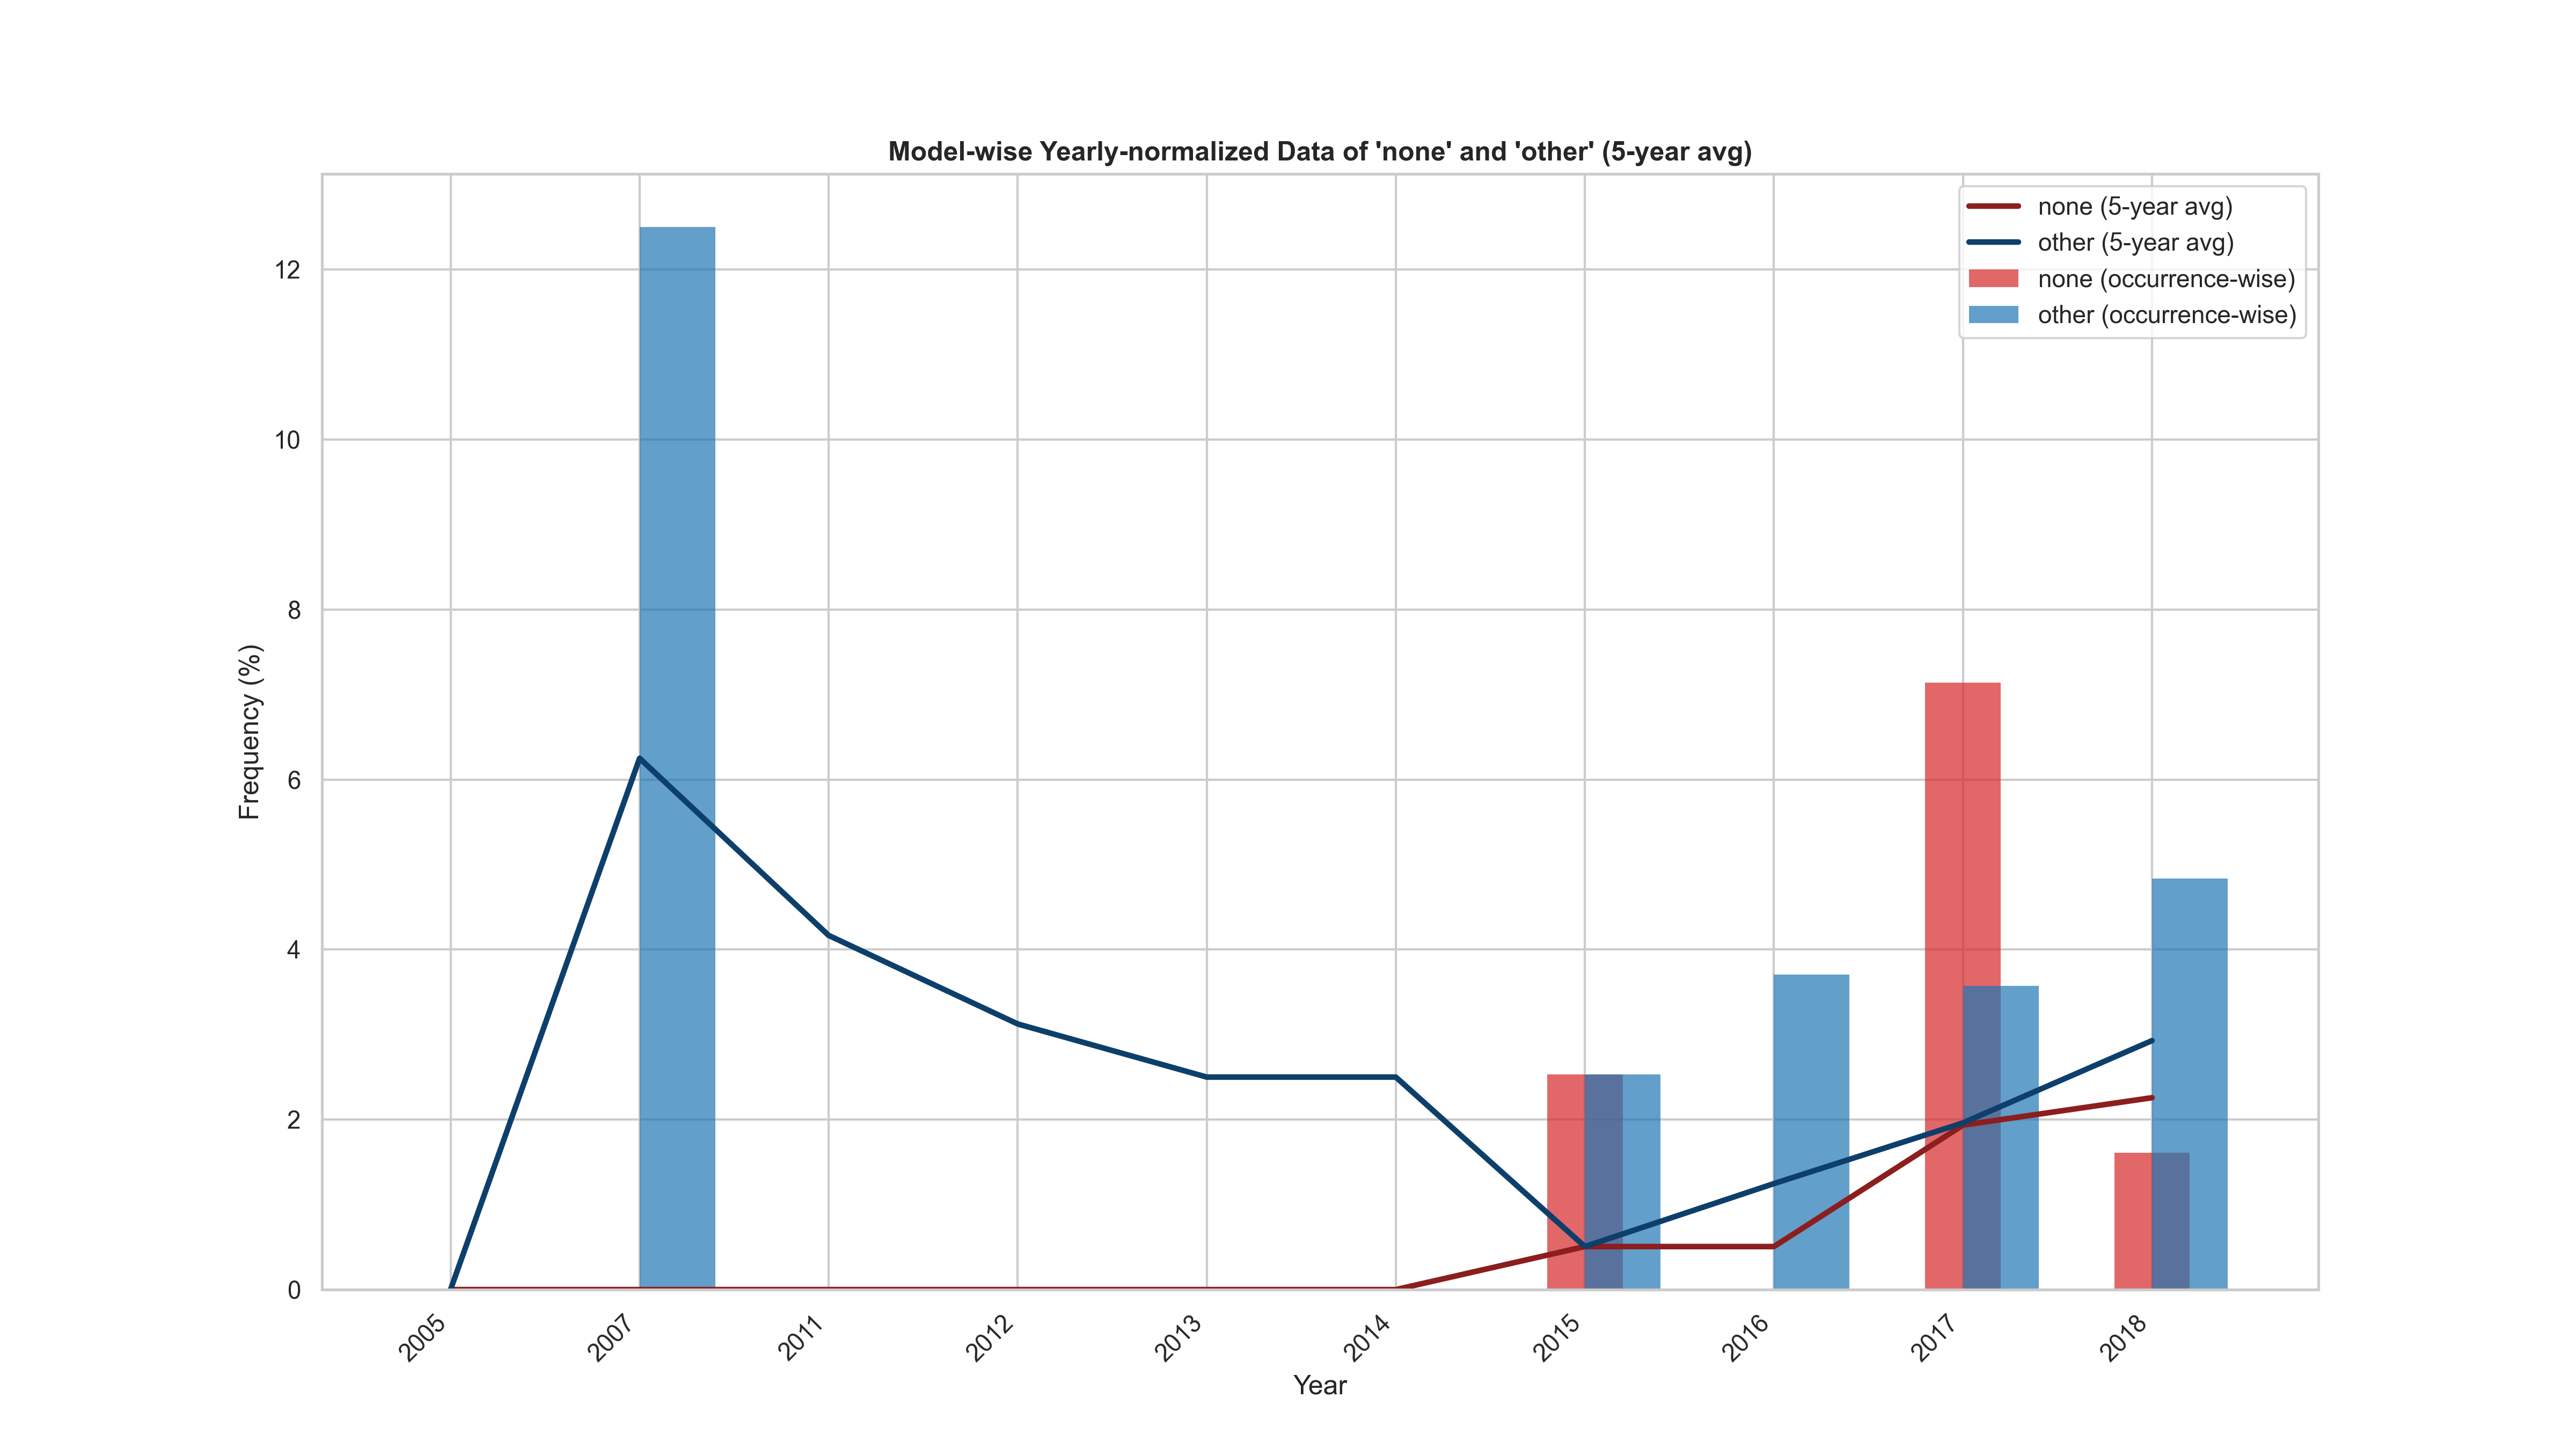 Model-wise Yearly-normalized Data of 'none' and 'other' (5-year avg)
none (5-year avg)
other (5-year avg)
none (occurrence-wise)
other (occurrence-wise)
Frequency (%)
12
10
8
6
4
2
0
2005
2007
2011
2012
2013
2014
2015
2016
2017
2018
Year